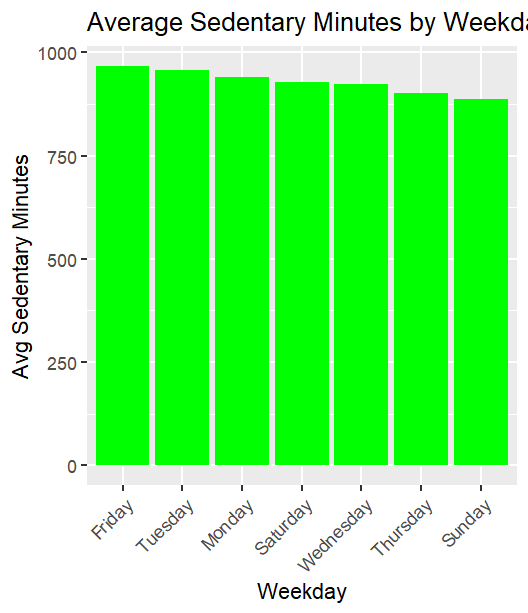 Average Sedentary Minutes by Weekda
1000
750
500
250
0
Avg Sedentary Minutes
Friday
Tuesday
Monday
Saturday
Wednesday
Thursday
Sunday
Weekday